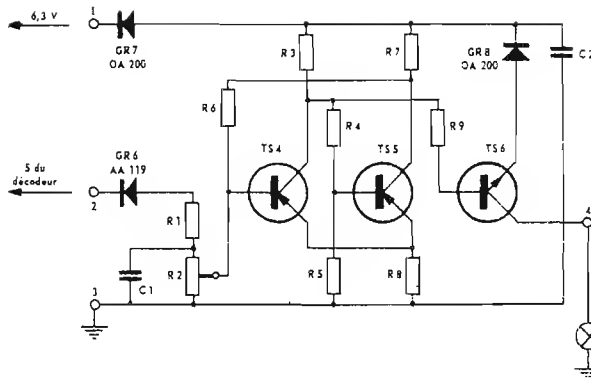 6,3 V
1
GR7
OA 200
R3
R7
GR8
OA 200
C2
R6
R4
R9
TS4
TS5
TS6
5 du
décodeur
GR6
AA 119
2
R1
4
C1
R2
R5
R8
3